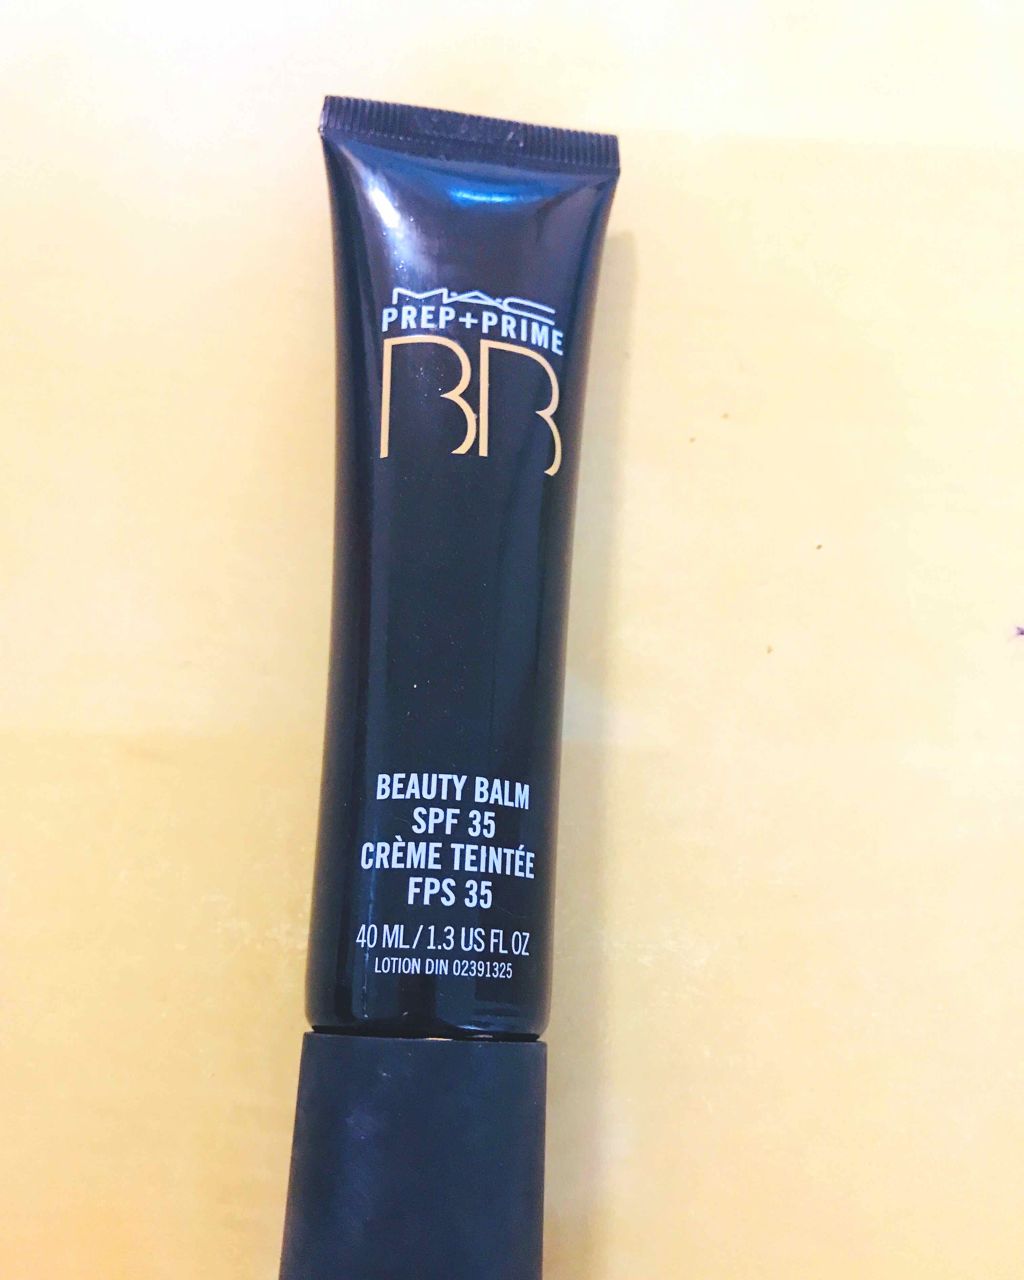 M·A·C
PREP+PRIME
BB
BEAUTY BALM
SPF 35
CRÈME TEINTÉE
FPS 35
40 ML / 1.3 US FL OZ
LOTION DIN 02391325